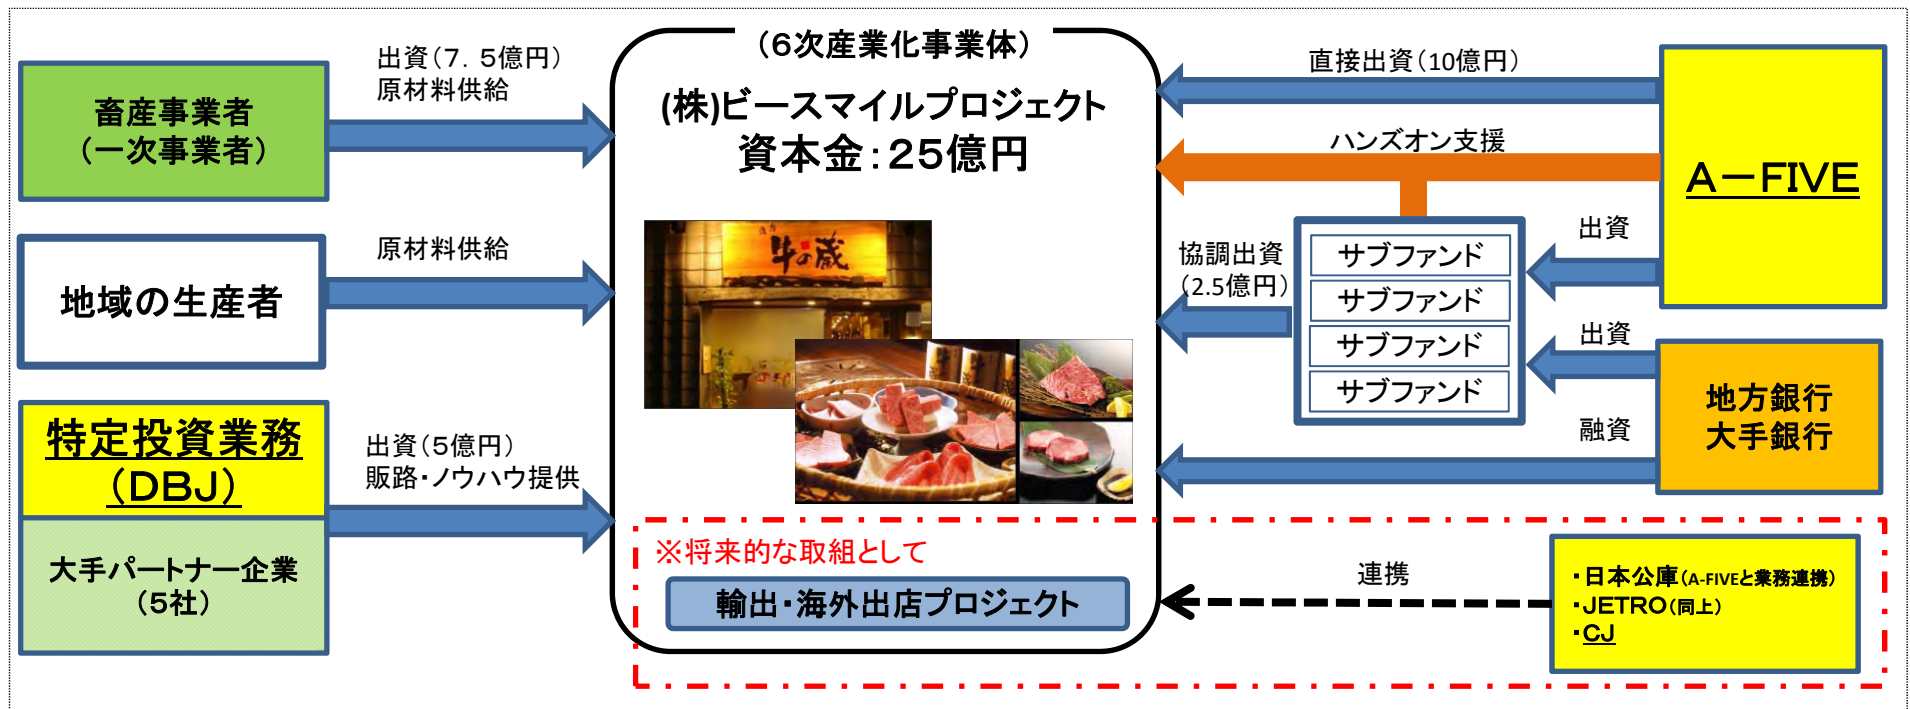 (6次産業化事業体)
(株)ビースマイルプロジェクト
資本金:25億円
畜産事業者
(一次事業者)
出資(7.5億円)
原材料供給
地域の生産者
原材料供給
特定投資業務
(DBJ)
大手パートナー企業
(5社)
出資(5億円)
販路・ノウハウ提供
牛の蔵
直接出資(10億円)
ハンズオン支援
A-FIVE
協調出資
(2.5億円)
サブファンド
サブファンド
サブファンド
サブファンド
出資
出資
融資
地方銀行
大手銀行
※将来的な取組として
輸出・海外出店プロジェクト
連携
・日本公庫(A-FIVEと業務連携)
・JETRO(同上)
・CJ